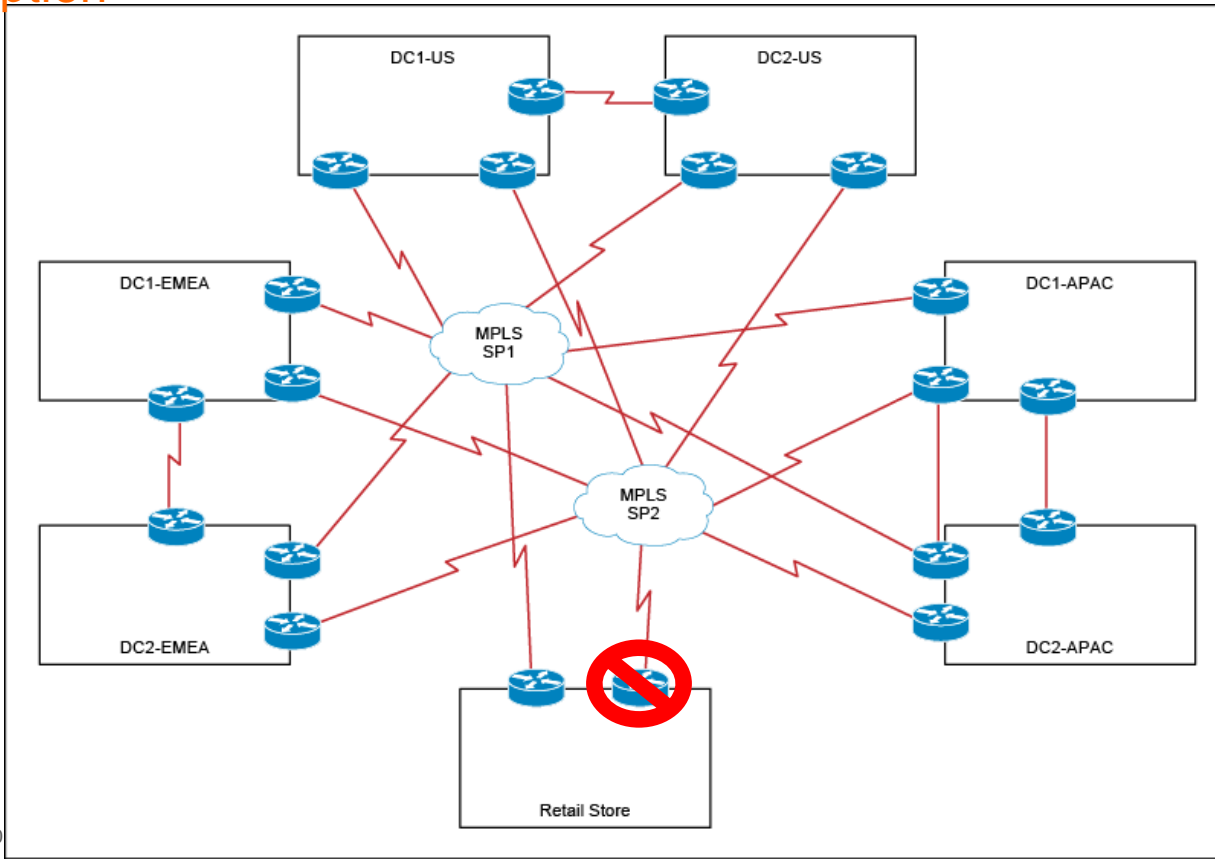 DC1-US
DC2-US
DC1-EMEA
DC1-APAC
MPLS
SP1
MPLS
SP2
DC2-EMEA
DC2-APAC
Retail Store